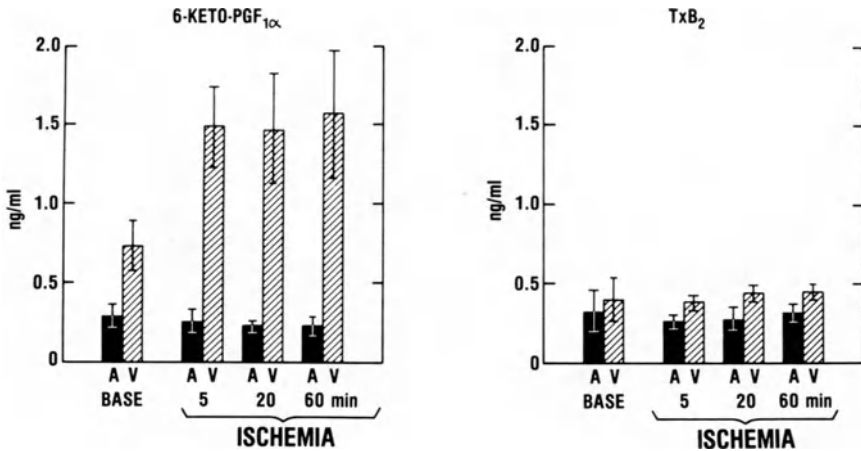 6-KETO-PGF1α
2.0
1.5
1.0
0.5
0
ng/ml
A V A V A V A V
BASE 5 20 60 min
ISCHEMIA
TxB2
2.0
1.5
1.0
0.5
0
ng/ml
A V A V A V A V
BASE 5 20 60 min
ISCHEMIA